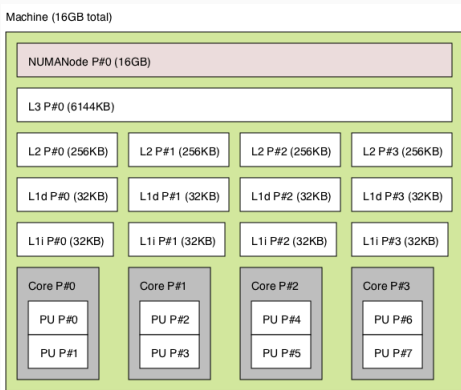 Machine (16GB total)
NUMANode P#0 (16GB)
L3 P#0 (6144KB)
L2 P#0 (256KB) L2 P#1 (256KB) L2 P#2 (256KB) L2 P#3 (256KB)
L1d P#0 (32KB) L1d P#1 (32KB) L1d P#2 (32KB) L1d P#3 (32KB)
L1i P#0 (32KB) L1i P#1 (32KB) L1i P#2 (32KB) L1i P#3 (32KB)
Core P#0 Core P#1 Core P#2 Core P#3
PU P#0 PU P#2 PU P#4 PU P#6
PU P#1 PU P#3 PU P#5 PU P#7